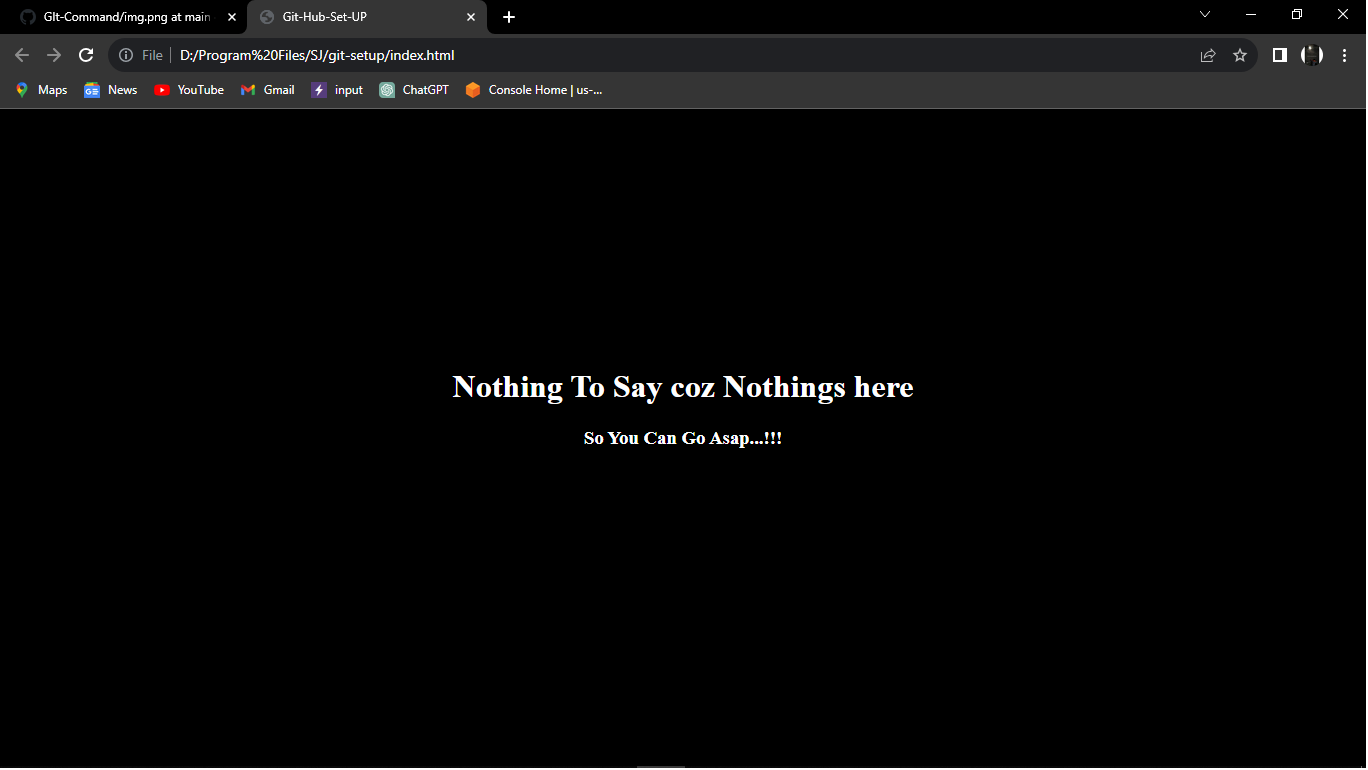 GIt-Command/img.png at main
Git-Hub-Set-UP
File
D:/Program%20Files/SJ/git-setup/index.html
Maps
News
YouTube
Gmail
input
ChatGPT
Console Home | us-...
Nothing To Say coz Nothings here
So You Can Go Asap...!!!